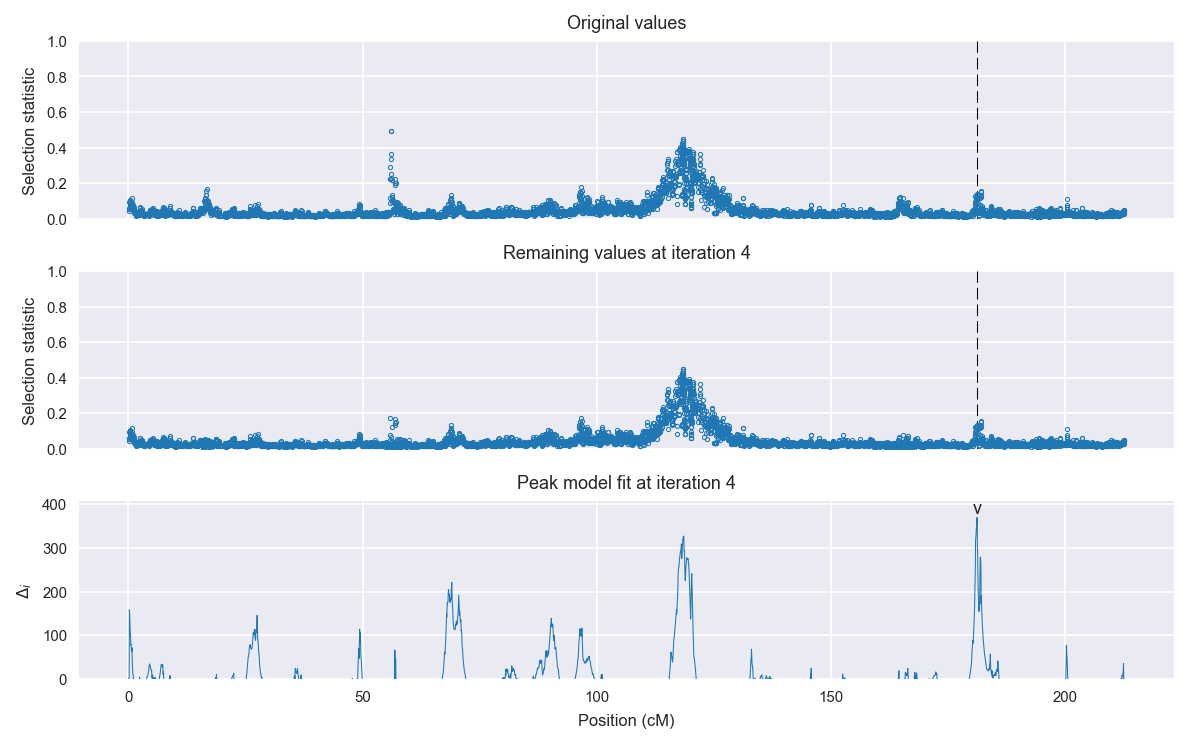 Original values
Selection statistic
1.0
0.8
0.6
0.4
0.2
0.0
Remaining values at iteration 4
Selection statistic
1.0
0.8
0.6
0.4
0.2
0.0
Peak model fit at iteration 4
Δi
400
300
200
100
0
v
0 50 100 150 200
Position (cM)